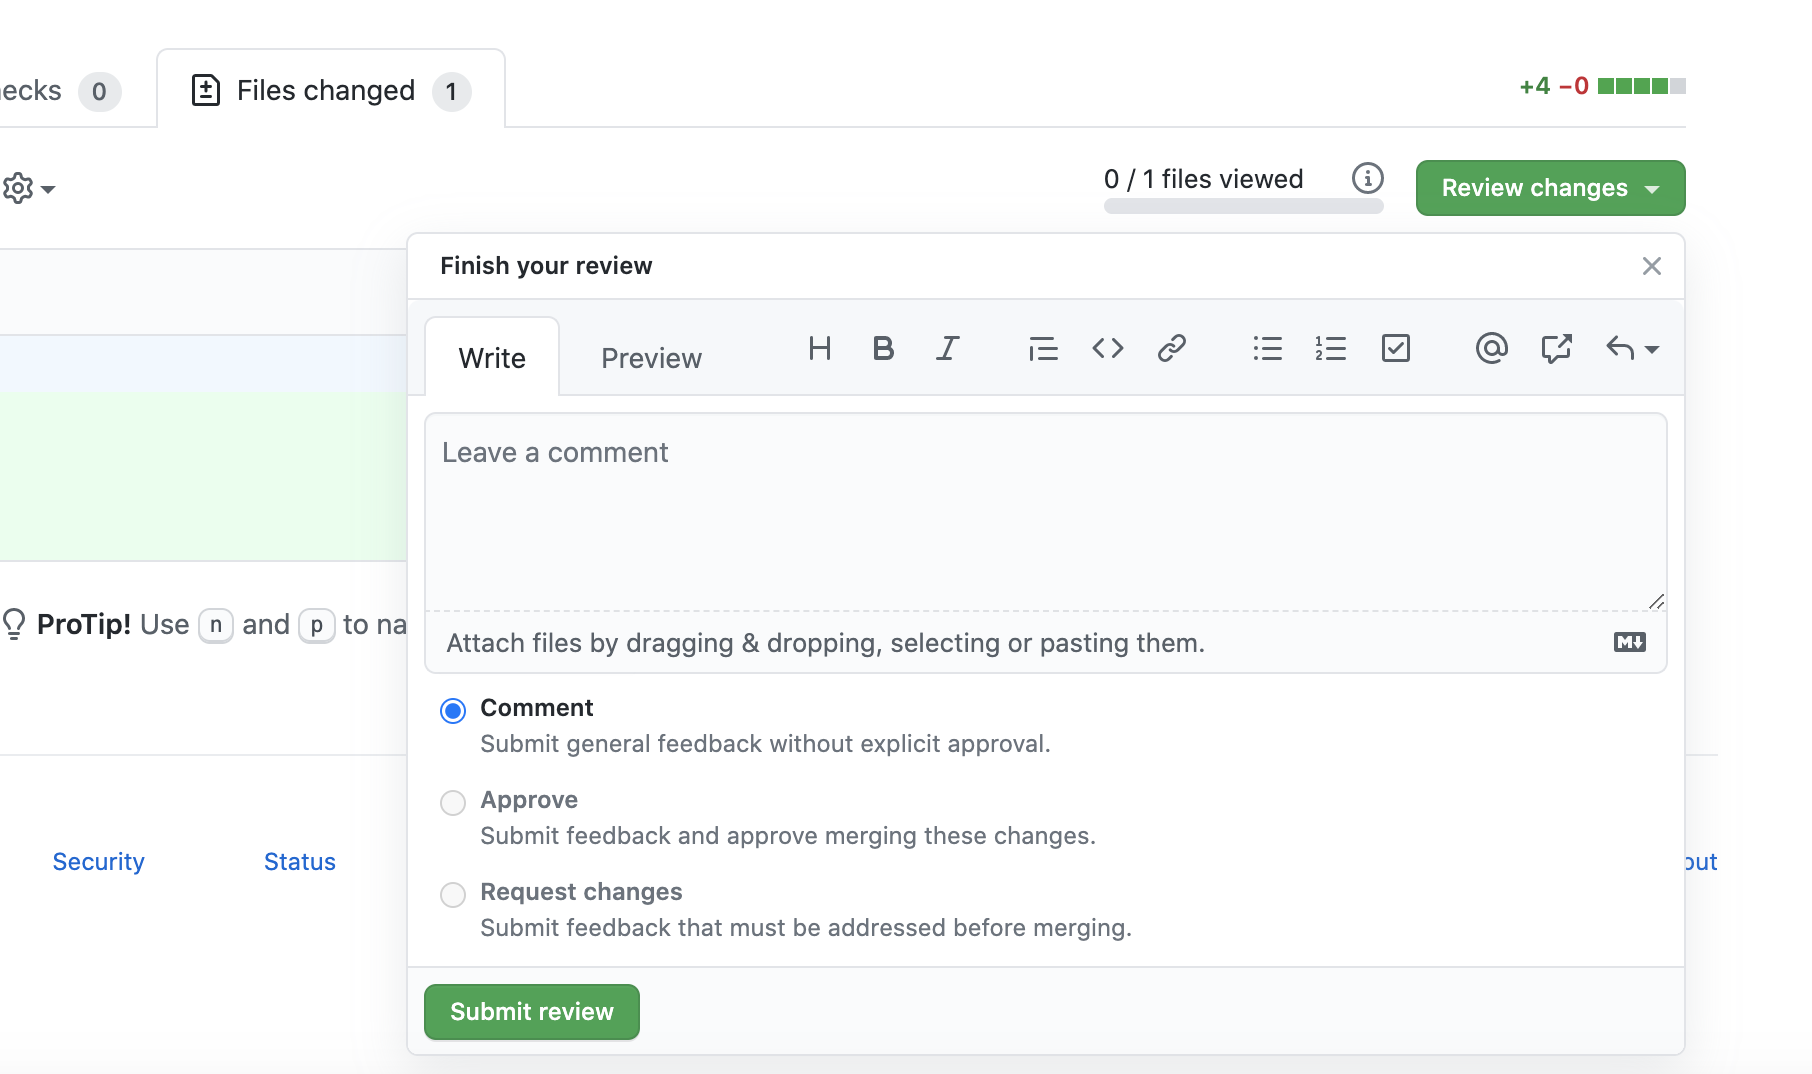 ecks 0 Files changed 1 +4 −0
0 / 1 files viewed Review changes
Finish your review
Write Preview
Leave a comment
Attach files by dragging & dropping, selecting or pasting them.
ProTip! Use n and p to na
Comment
Submit general feedback without explicit approval.
Approve
Submit feedback and approve merging these changes.
Security Status out
Request changes
Submit feedback that must be addressed before merging.
Submit review